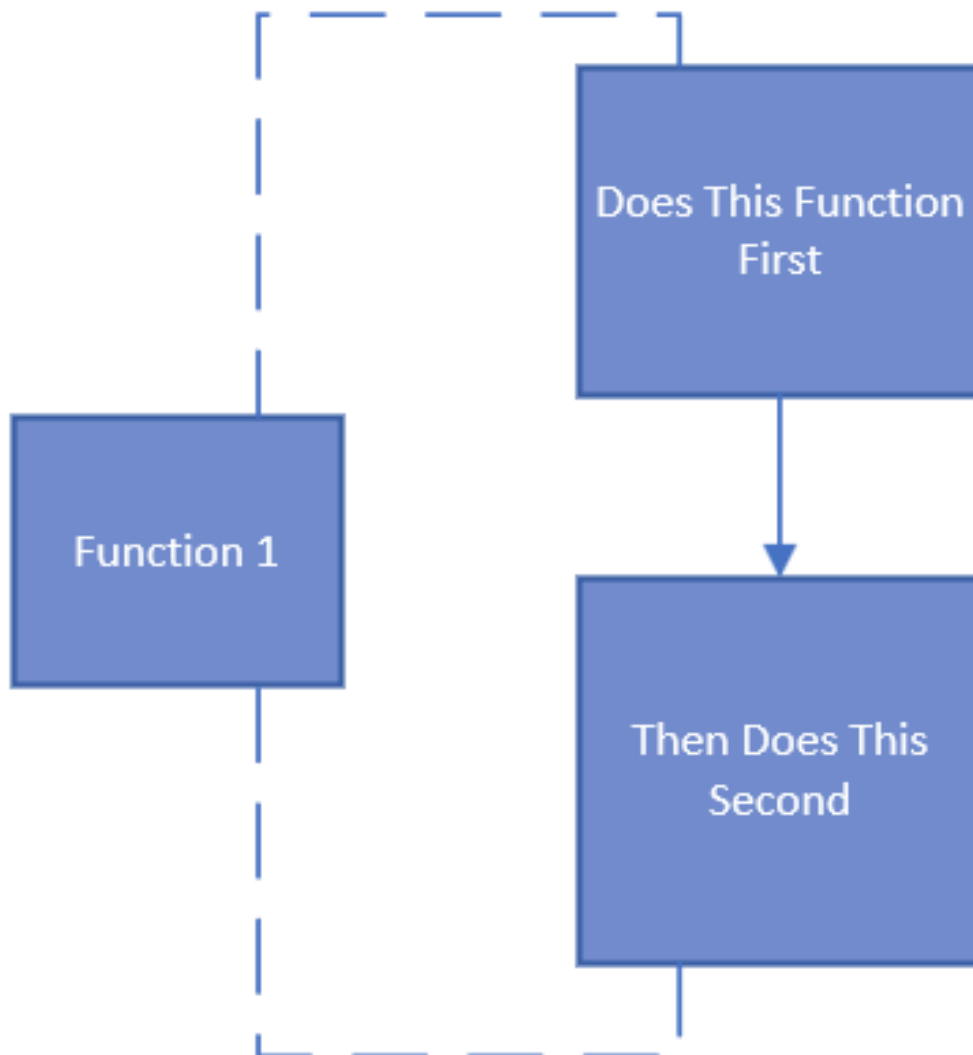 Does This Function
First
Function 1
Then Does This
Second